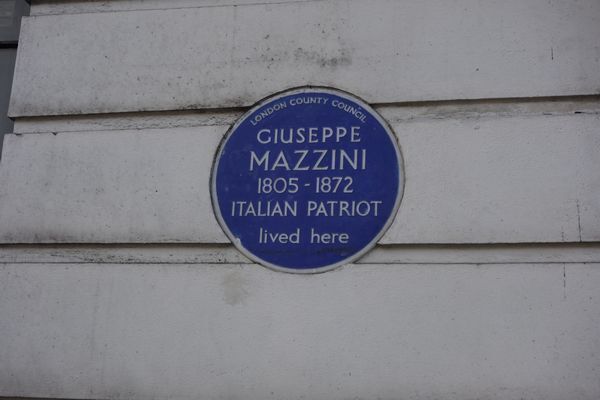 LONDON COUNTY COUNCIL
GIUSEPPE
MAZZINI
1805 - 1872
ITALIAN PATRIOT
lived here